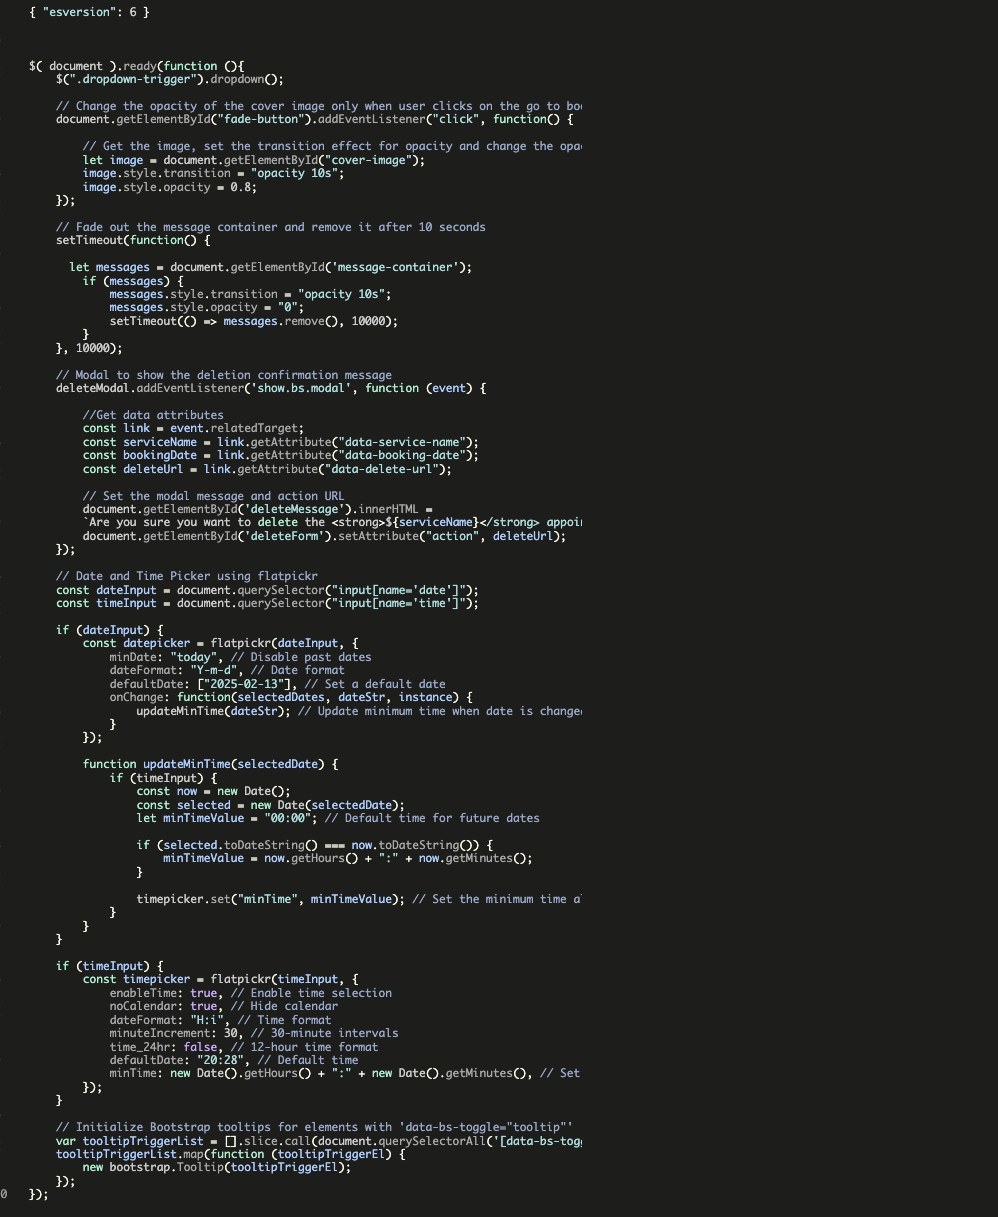 { "esversion": 6 }
$( document ).ready(function (){
    $(".dropdown-trigger").dropdown();
    // Change the opacity of the cover image only when user clicks on the go to
    document.getElementById("fade-button").addEventListener("click", function() {
        // Get the image, set the transition effect for opacity and change the
        let image = document.getElementById("cover-image");
        image.style.transition = "opacity 10s";
        image.style.opacity = 0.8;
    });
    // Fade out the message container and remove it after 10 seconds
    setTimeout(function() {
      let messages = document.getElementById('message-container');
        if (messages) {
            messages.style.transition = "opacity 10s";
            messages.style.opacity = "0";
            setTimeout(() => messages.remove(), 10000);
        }
    }, 10000);
    // Modal to show the deletion confirmation message
    deleteModal.addEventListener('show.bs.modal', function (event) {
        //Get data attributes
        const link = event.relatedTarget;
        const serviceName = link.getAttribute("data-service-name");
        const bookingDate = link.getAttribute("data-booking-date");
        const deleteUrl = link.getAttribute("data-delete-url");
        // Set the modal message and action URL
        document.getElementById('deleteMessage').innerHTML =
        `Are you sure you want to delete the <strong>${serviceName}</strong>
        document.getElementById('deleteForm').setAttribute("action", deleteUrl);
    });
    // Date and Time Picker using flatpickr
    const dateInput = document.querySelector("input[name='date']");
    const timeInput = document.querySelector("input[name='time']");
    if (dateInput) {
        const datepicker = flatpickr(dateInput, {
            minDate: "today", // Disable past dates
            dateFormat: "Y-m-d", // Date format
            defaultDate: ["2025-02-13"], // Set a default date
            onChange: function(selectedDates, dateStr, instance) {
                updateMinTime(dateStr); // Update minimum time when date is changed
            }
        });
        function updateMinTime(selectedDate) {
            if (timeInput) {
                const now = new Date();
                const selected = new Date(selectedDate);
                let minTimeValue = "00:00"; // Default time for future dates
                if (selected.toDateString() === now.toDateString()) {
                    minTimeValue = now.getHours() + ":" + now.getMinutes();
                }
                timepicker.set("minTime", minTimeValue); // Set the minimum time
            }
        }
    }
    if (timeInput) {
        const timepicker = flatpickr(timeInput, {
            enableTime: true, // Enable time selection
            noCalendar: true, // Hide calendar
            dateFormat: "H:i", // Time format
            minuteIncrement: 30, // 30-minute intervals
            time_24hr: false, // 12-hour time format
            defaultDate: "20:28", // Default time
            minTime: new Date().getHours() + ":" + new Date().getMinutes(), // Set
        });
    }
    // Initialize Bootstrap tooltips for elements with 'data-bs-toggle="tooltip"'
    var tooltipTriggerList = [].slice.call(document.querySelectorAll('[data-bs-togg
    tooltipTriggerList.map(function (tooltipTriggerEl) {
        new bootstrap.Tooltip(tooltipTriggerEl);
    });
0 });